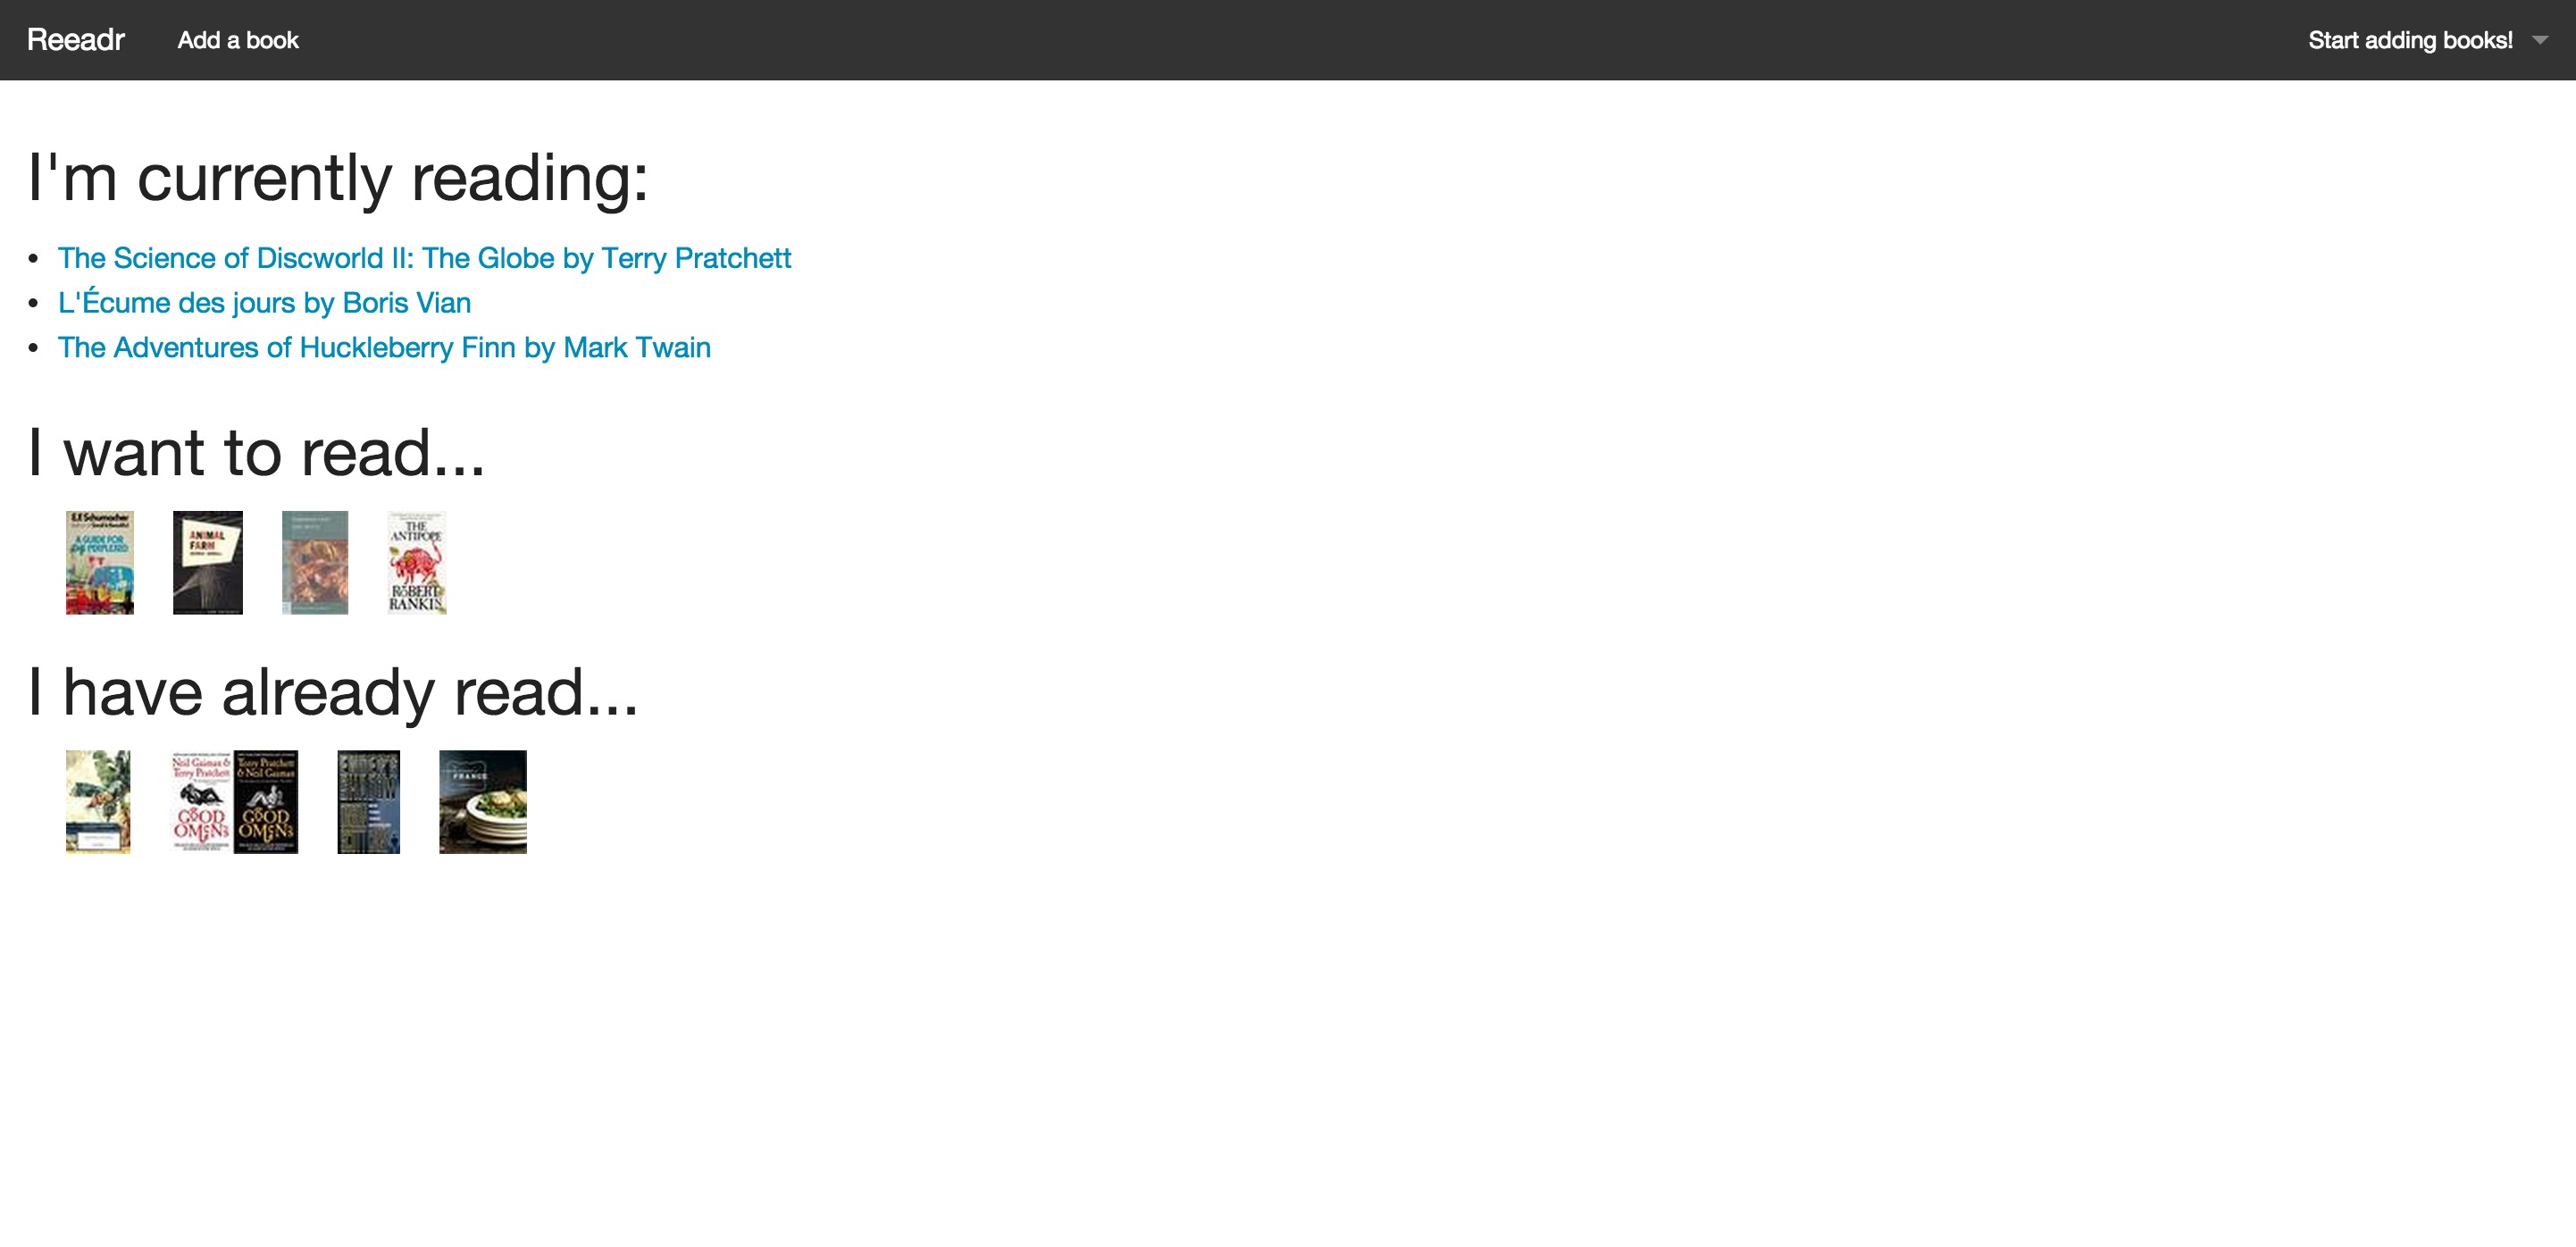 Reeadr
Add a book
Start adding books!
I'm currently reading:
The Science of Discworld II: The Globe by Terry Pratchett
L'Écume des jours by Boris Vian
The Adventures of Huckleberry Finn by Mark Twain
I want to read...
E.F. Schumacher
A GUIDE FOR
THE PERPLEXED
ANIMAL
FARM
THE
ANTIPOPE
ROBERT
RANKIN
I have already read...
Neil Gaiman &
Terry Pratchett
GOOD
OMENS
Terry Pratchett
& Neil Gaiman
GOOD
OMENS
FRANCE